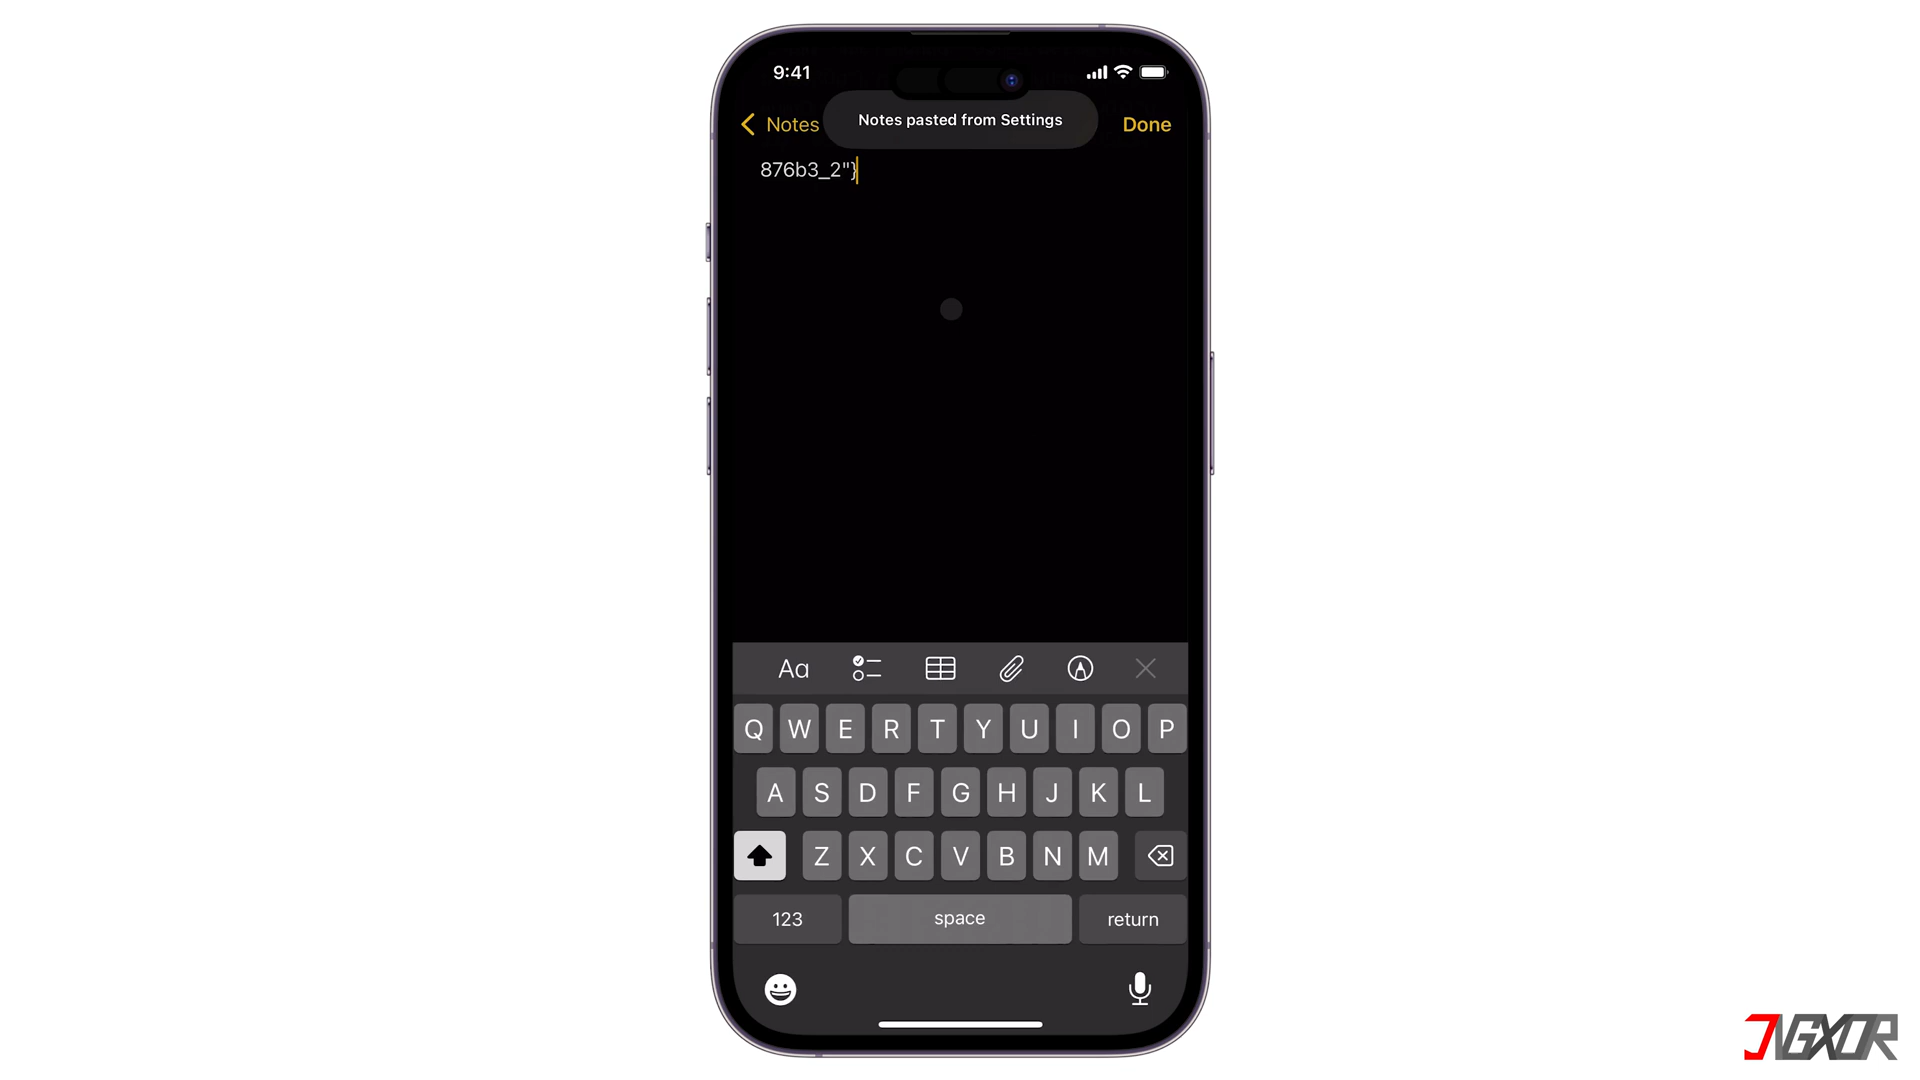 9:41
Notes
Notes pasted from Settings
Done
876b3_2"}
Aa
Q W E R T Y U I O P
A S D F G H J K L
Z X C V B N M
123
space
return